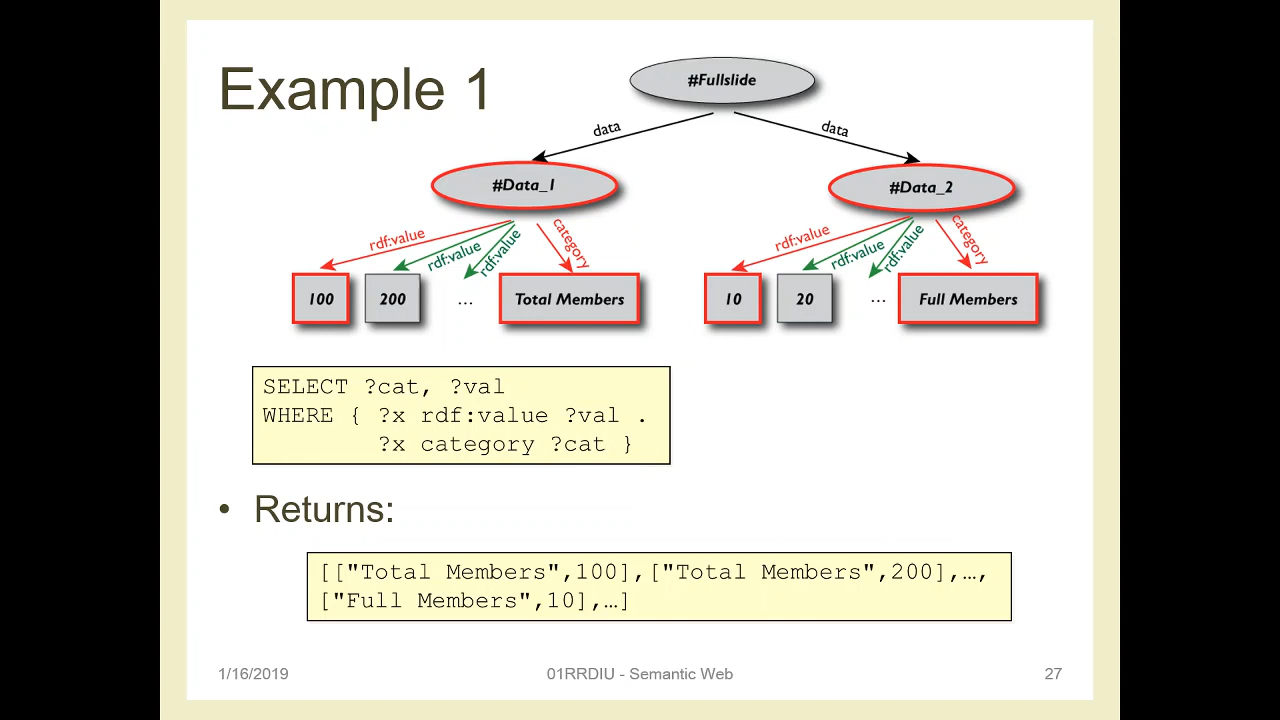 Example 1
#Fullslide
data
data
#Data_1
#Data_2
rdf:value
rdf:value
rdf:value
category
rdf:value
rdf:value
rdf:value
category
100
200
...
Total Members
10
20
...
Full Members
SELECT ?cat, ?val
WHERE { ?x rdf:value ?val .
?x category ?cat }
• Returns:
[["Total Members",100],["Total Members",200],…,
["Full Members",10],…]
1/16/2019
01RRDIU - Semantic Web
27